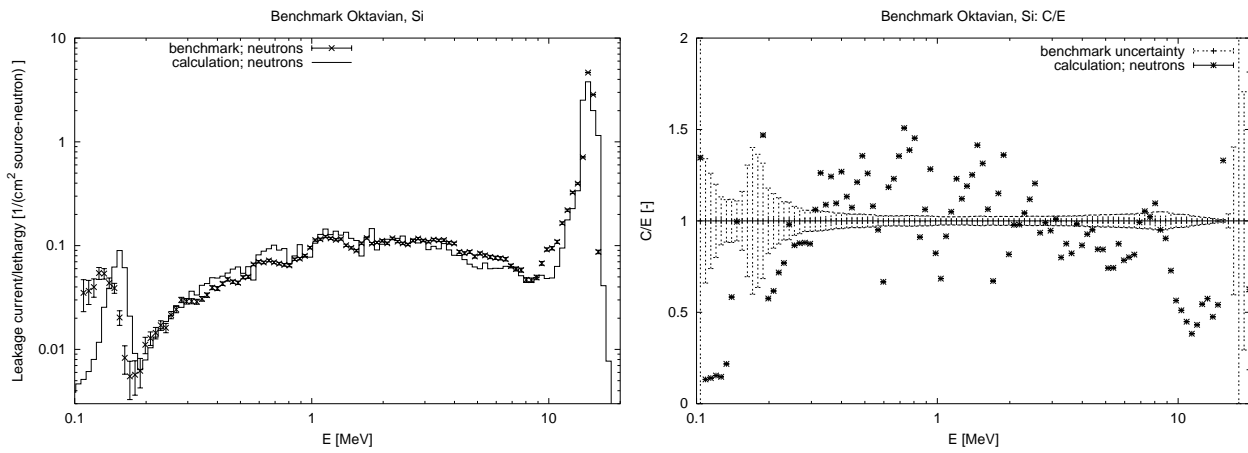 Benchmark Oktavian, Si
10
1
0.1
0.01
0.1
1
10
E [MeV]
Leakage current/lethargy [1/(cm² source-neutron) ]
benchmark; neutrons
calculation; neutrons
Benchmark Oktavian, Si: C/E
2
1.5
1
0.5
0
0.1
1
10
E [MeV]
C/E [-]
benchmark uncertainty
calculation; neutrons